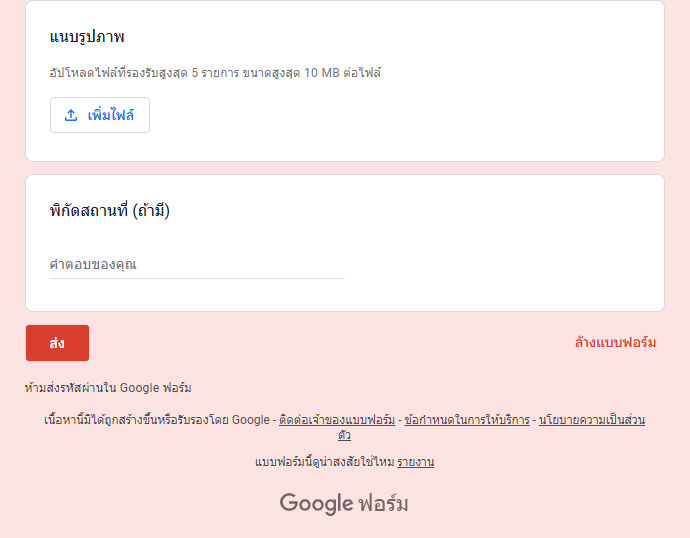 แนบรูปภาพ
อัปโหลดไฟล์ที่รองรับสูงสุด 5 รายการ ขนาดสูงสุด 10 MB ต่อไฟล์
เพิ่มไฟล์
พิกัดสถานที่ (ถ้ามี)
คำตอบของคุณ
ส่ง
ล้างแบบฟอร์ม
ห้ามส่งรหัสผ่านใน Google ฟอร์ม
เนื้อหานี้มิได้ถูกสร้างขึ้นหรือรับรองโดย Google - ติดต่อเจ้าของแบบฟอร์ม - ข้อกำหนดในการให้บริการ - นโยบายความเป็นส่วน
ตัว
แบบฟอร์มนี้ดูน่าสงสัยใช่ไหม รายงาน
Google ฟอร์ม